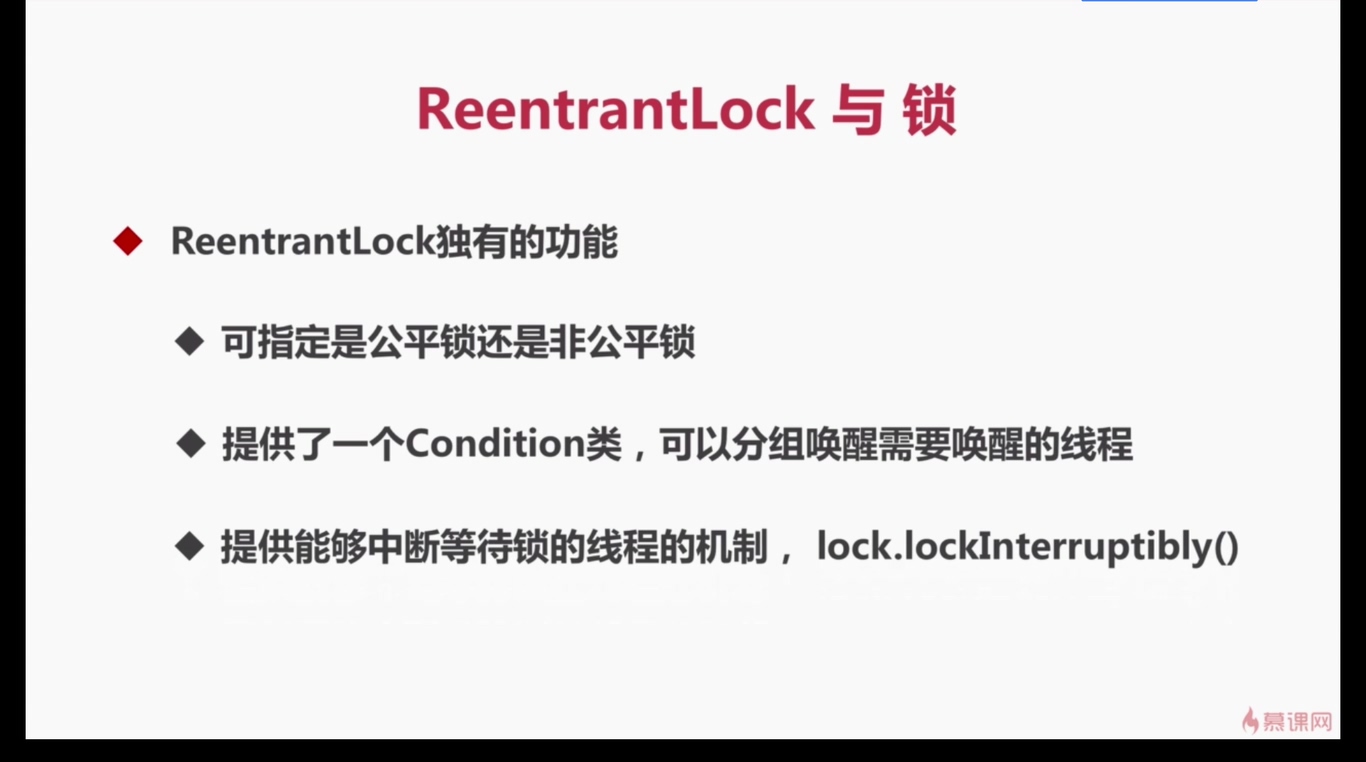 ReentrantLock 与 锁
ReentrantLock独有的功能
可指定是公平锁还是非公平锁
提供了一个Condition类，可以分组唤醒需要唤醒的线程
提供能够中断等待锁的线程的机制，lock.lockInterruptibly()
慕课网